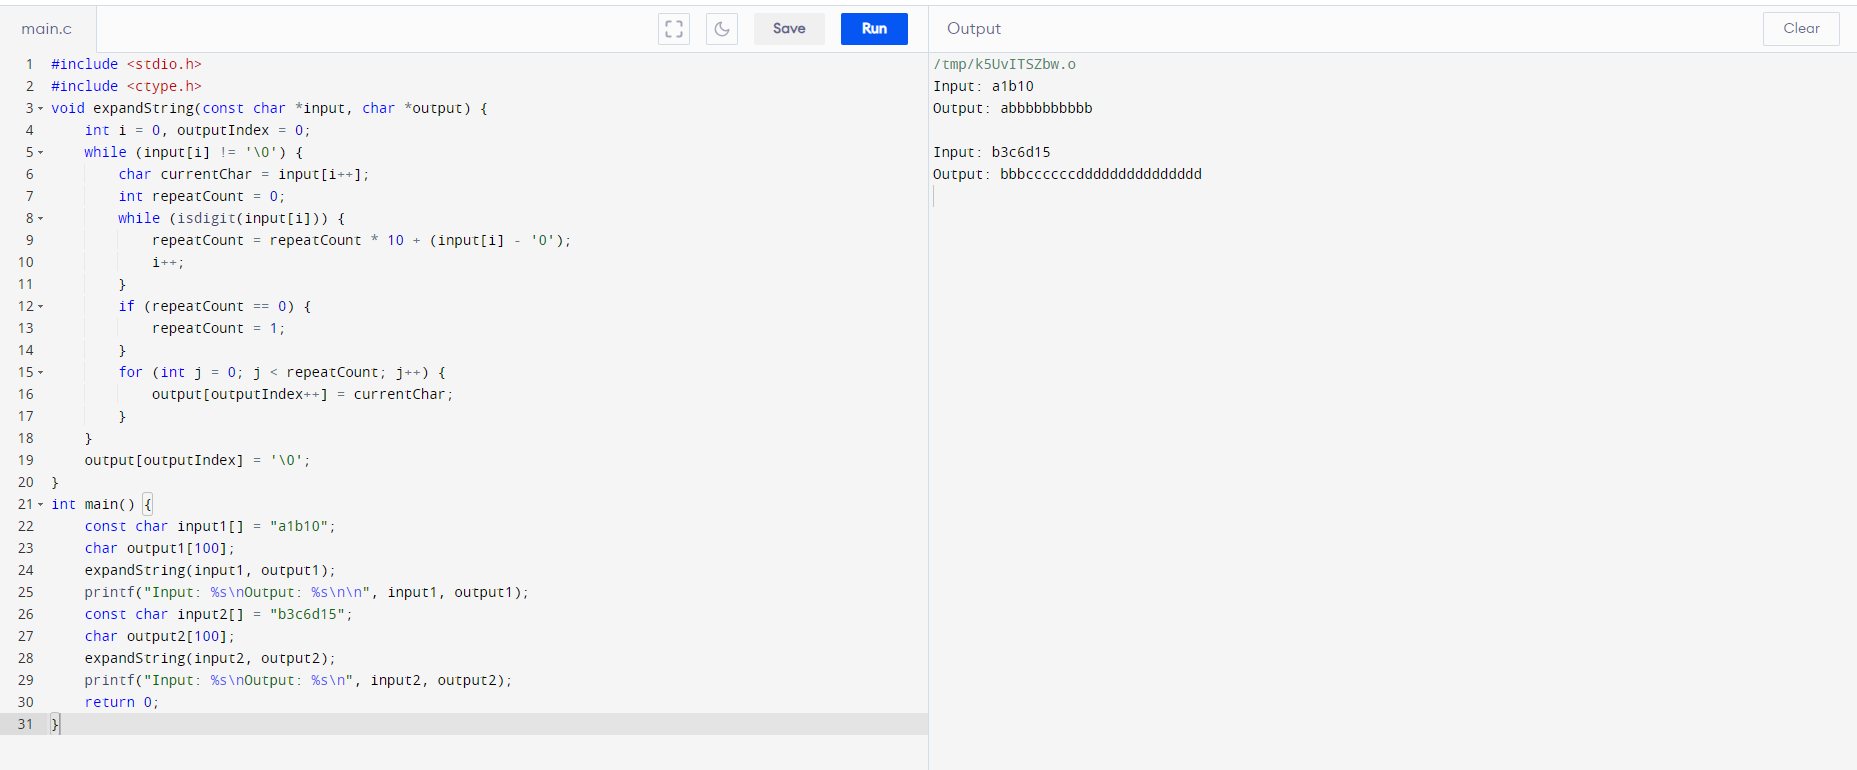 main.c
Save
Run
Output
Clear
1 #include <stdio.h>
2 #include <ctype.h>
3 void expandString(const char *input, char *output) {
4     int i = 0, outputIndex = 0;
5     while (input[i] != '\0') {
6         char currentChar = input[i++];
7         int repeatCount = 0;
8         while (isdigit(input[i])) {
9             repeatCount = repeatCount * 10 + (input[i] - '0');
10             i++;
11         }
12         if (repeatCount == 0) {
13             repeatCount = 1;
14         }
15         for (int j = 0; j < repeatCount; j++) {
16             output[outputIndex++] = currentChar;
17         }
18     }
19     output[outputIndex] = '\0';
20 }
21 int main() {
22     const char input1[] = "a1b10";
23     char output1[100];
24     expandString(input1, output1);
25     printf("Input: %s\nOutput: %s\n\n", input1, output1);
26     const char input2[] = "b3c6d15";
27     char output2[100];
28     expandString(input2, output2);
29     printf("Input: %s\nOutput: %s\n", input2, output2);
30     return 0;
31 }
/tmp/k5UvITSZbw.o
Input: a1b10
Output: abbbbbbbbbb
Input: b3c6d15
Output: bbbccccccddddddddddddddd